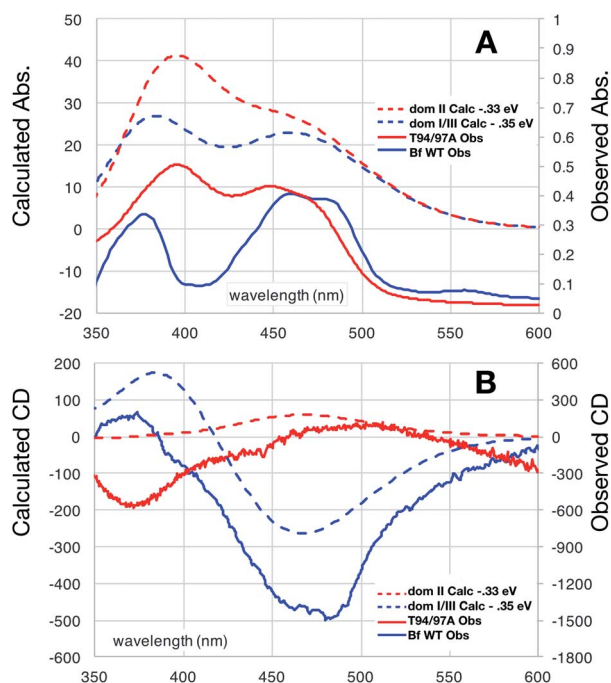 A
Calculated Abs.
Observed Abs.
50
40
30
20
10
0
-10
-20
1
0.9
0.8
0.7
0.6
0.5
0.4
0.3
0.2
0.1
0
dom II Calc -.33 eV
dom I/III Calc - .35 eV
T94/97A Obs
Bf WT Obs
wavelength (nm)
350 400 450 500 550 600
B
Calculated CD
Observed CD
200
100
0
-100
-200
-300
-400
-500
-600
600
300
0
-300
-600
-900
-1200
-1500
-1800
dom II Calc -.33 eV
dom I/III Calc - .35 eV
T94/97A Obs
Bf WT Obs
wavelength (nm)
350 400 450 500 550 600